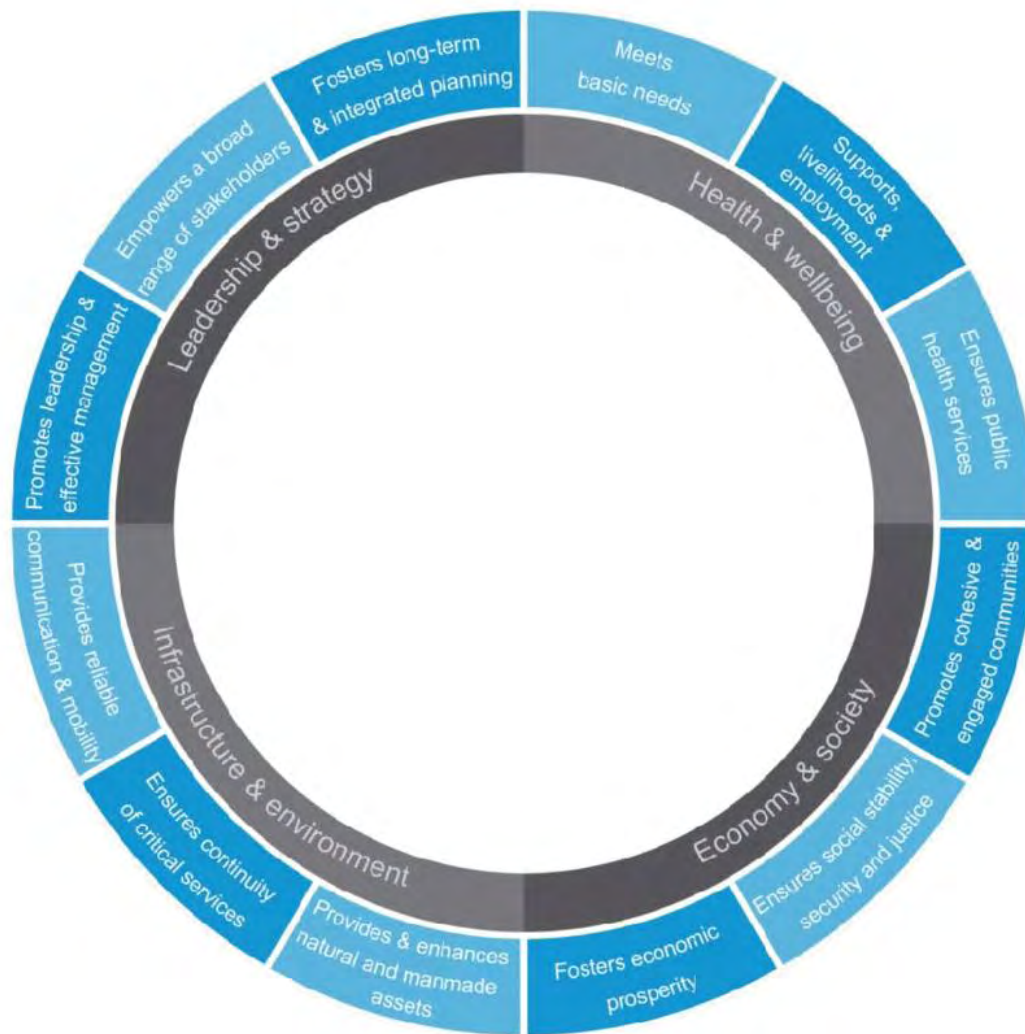 Meets
basic needs
Supports,
livelihoods &
employment
Ensures public
health services
Promotes cohesive &
engaged communities
Ensures social stability,
security and justice
Fosters economic
prosperity
Provides & enhances
natural and manmade
assets
Ensures continuity
of critical services
Provides reliable
communication & mobility
Promotes leadership &
effective management
Empowers a broad
range of stakeholders
Fosters long-term
& integrated planning
Health & wellbeing
Economy & society
Infrastructure & environment
Leadership & strategy